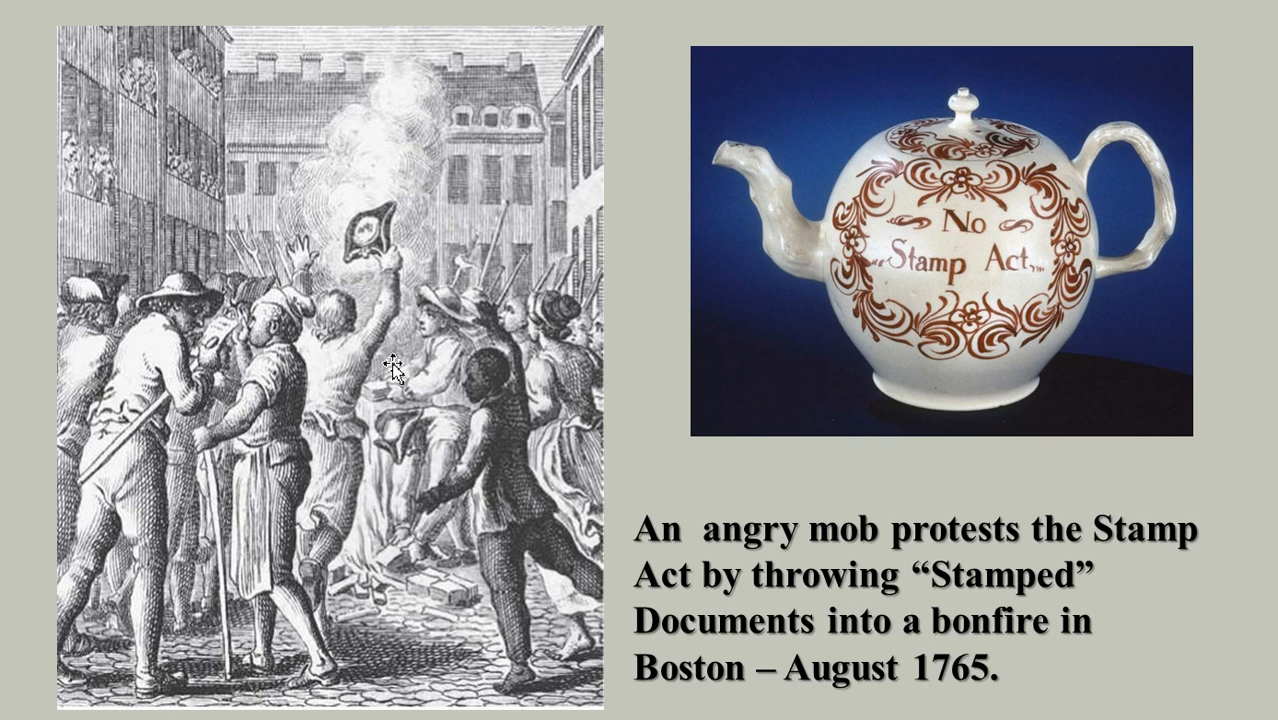 No
Stamp Act
An angry mob protests the Stamp
Act by throwing “Stamped”
Documents into a bonfire in
Boston – August 1765.